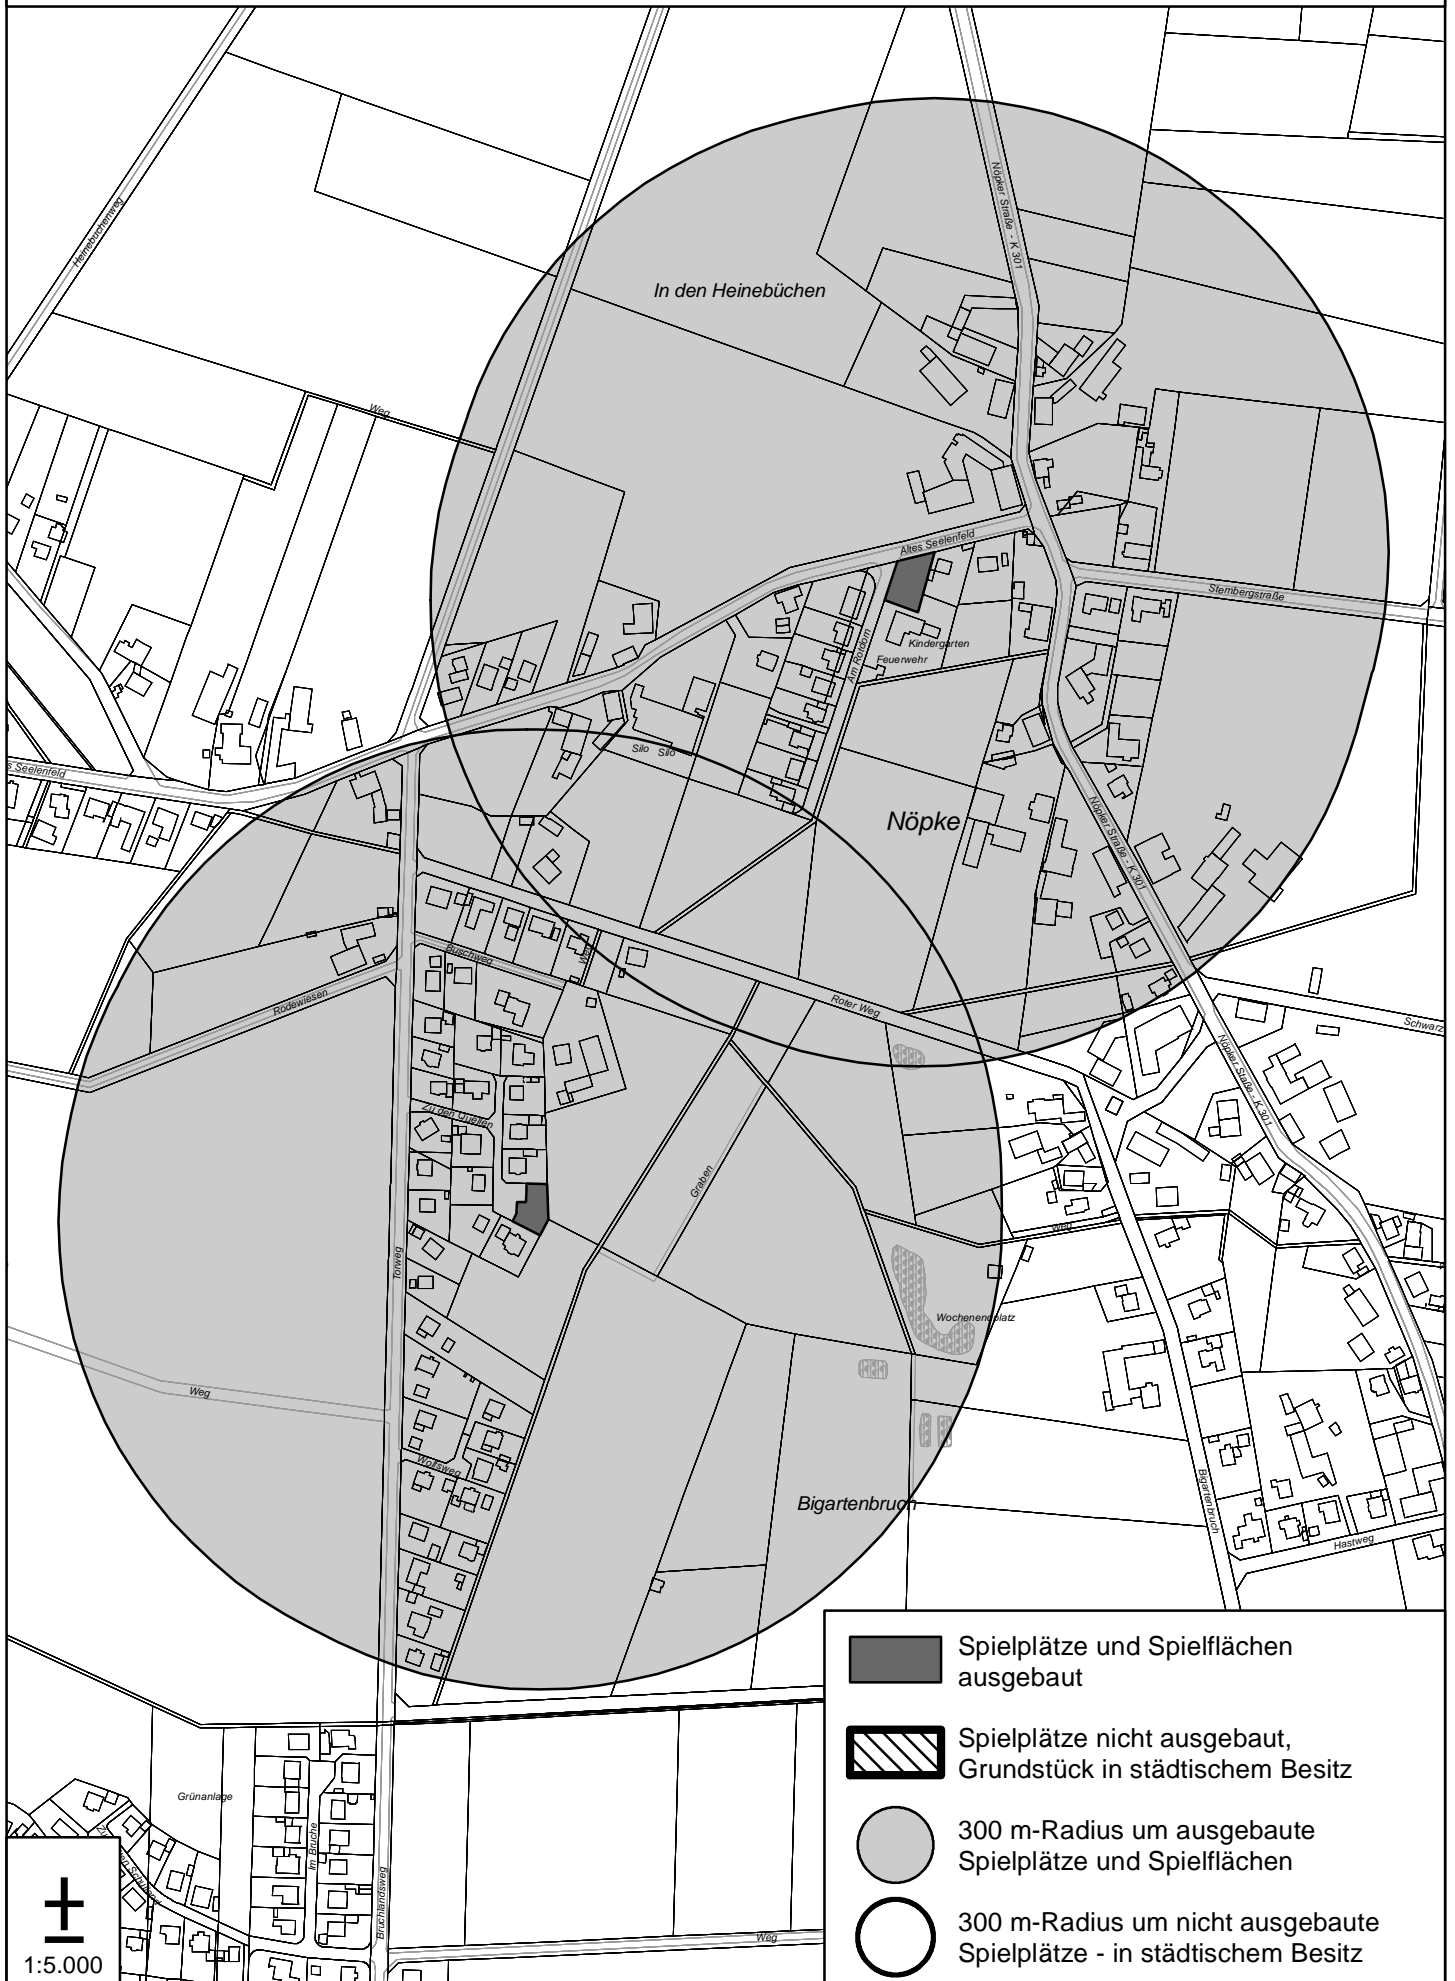 Nöpker Straße - K 301
Heinebuchenweg
In den Heinebüchen
Weg
Altes Seelenfeld
Sternbergstraße
Kindergarten
Am Rotdorn
Feuerwehr
Silo Silo
s Seelenfeld
Nöpke
Nöpker Straße - K 301
Buschweg
Weg
Rodewiesen
Roter Weg
Schwarz
Nöpker Staße - K 301
Zu den Quellen
Graben
Weg
Torweg
Wochenendplatz
Weg
Wolfsweg
Bigartenbruch
Bigartenbruch
Hastweg
Grünanlage
Im Bruche
Bruchlandsweg
Weg
1:5.000
Spielplätze und Spielflächen
ausgebaut
Spielplätze nicht ausgebaut,
Grundstück in städtischem Besitz
300 m-Radius um ausgebaute
Spielplätze und Spielflächen
300 m-Radius um nicht ausgebaute
Spielplätze - in städtischem Besitz